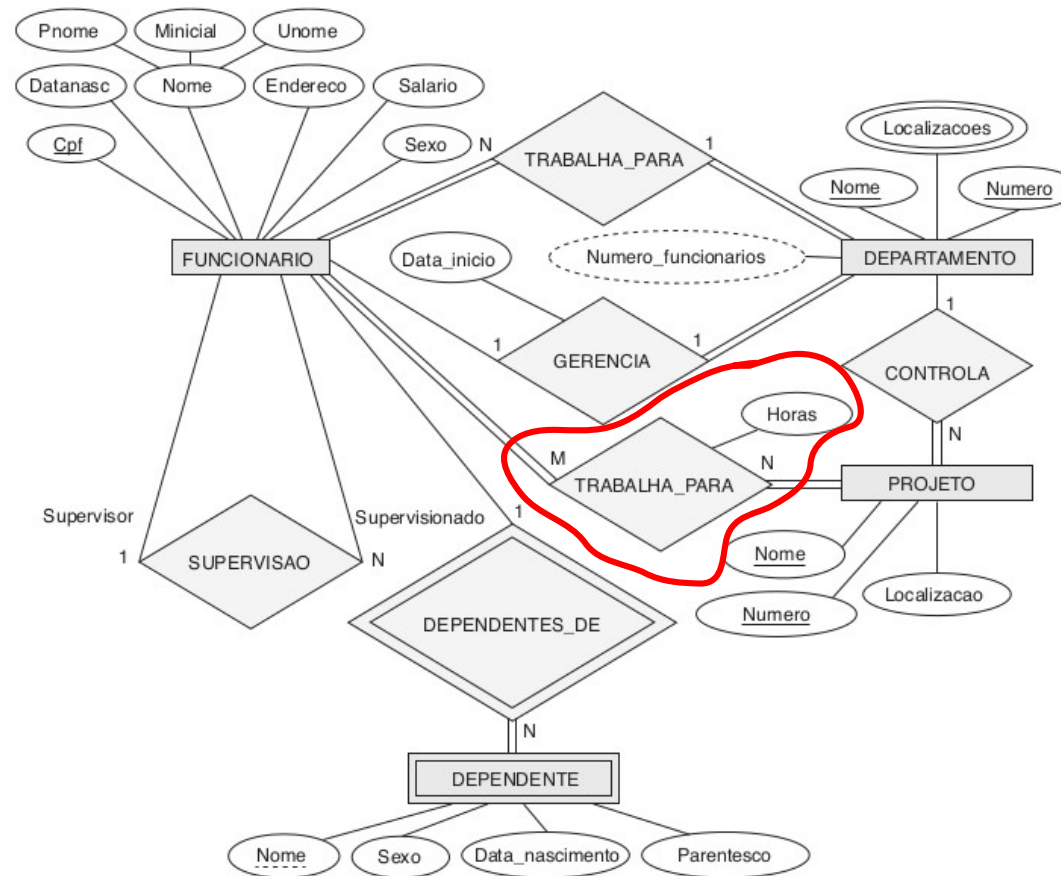 Pnome
Minicial
Unome
Datanasc
Nome
Endereco
Salario
Cpf
Sexo
N
TRABALHA_PARA
1
Localizacoes
Nome
Numero
FUNCIONARIO
Data_inicio
Numero_funcionarios
DEPARTAMENTO
1
GERENCIA
1
1
CONTROLA
N
Horas
M
TRABALHA_PARA
N
PROJETO
Nome
Numero
Localizacao
Supervisor
1
SUPERVISAO
Supervisionado
N
1
DEPENDENTES_DE
N
DEPENDENTE
Nome
Sexo
Data_nascimento
Parentesco